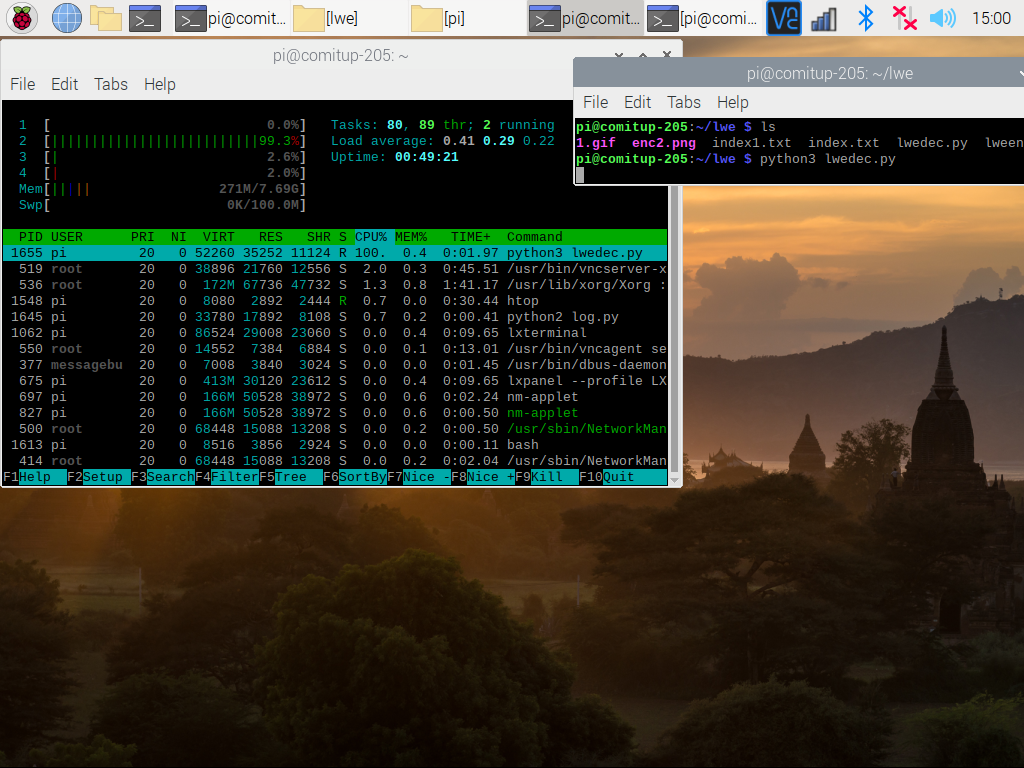 pi@comit... [lwe] [pi] pi@comit... [pi@comi... VNC 15:00
pi@comitup-205: ~
File Edit Tabs Help
1 [ 0.0%] Tasks: 80, 89 thr; 2 running
2 [||||||||||||||||||||||||||99.3%] Load average: 0.41 0.29 0.22
3 [| 2.6%] Uptime: 00:49:21
4 [| 2.0%]
Mem[||||| 271M/7.69G]
Swp[ 0K/100.0M]
PID USER PRI NI VIRT RES SHR S CPU% MEM% TIME+ Command
1655 pi 20 0 52260 35252 11124 R 100. 0.4 0:01.97 python3 lwedec.py
519 root 20 0 38896 21760 12556 S 2.0 0.3 0:45.51 /usr/bin/vncserver-x
536 root 20 0 172M 67736 47732 S 1.3 0.8 1:41.17 /usr/lib/xorg/Xorg :
1548 pi 20 0 8080 2892 2444 R 0.7 0.0 0:30.44 htop
1645 pi 20 0 33780 17892 8108 S 0.7 0.2 0:00.41 python2 log.py
1062 pi 20 0 86524 29008 23060 S 0.0 0.4 0:09.65 lxterminal
550 root 20 0 14552 7384 6884 S 0.0 0.1 0:13.01 /usr/bin/vncagent se
377 messagebu 20 0 7008 3840 3024 S 0.0 0.0 0:01.45 /usr/bin/dbus-daemon
675 pi 20 0 413M 30120 23612 S 0.0 0.4 0:09.65 lxpanel --profile LX
697 pi 20 0 166M 50528 38972 S 0.0 0.6 0:02.24 nm-applet
827 pi 20 0 166M 50528 38972 S 0.0 0.6 0:00.50 nm-applet
500 root 20 0 68448 15088 13208 S 0.0 0.2 0:00.50 /usr/sbin/NetworkMan
1613 pi 20 0 8516 3856 2924 S 0.0 0.0 0:00.11 bash
414 root 20 0 68448 15088 13208 S 0.0 0.2 0:02.04 /usr/sbin/NetworkMan
F1Help F2Setup F3SearchF4FilterF5Tree F6SortByF7Nice -F8Nice +F9Kill F10Quit
pi@comitup-205: ~/lwe
File Edit Tabs Help
pi@comitup-205:~/lwe $ ls
1.gif enc2.png index1.txt index.txt lwedec.py lween
pi@comitup-205:~/lwe $ python3 lwedec.py